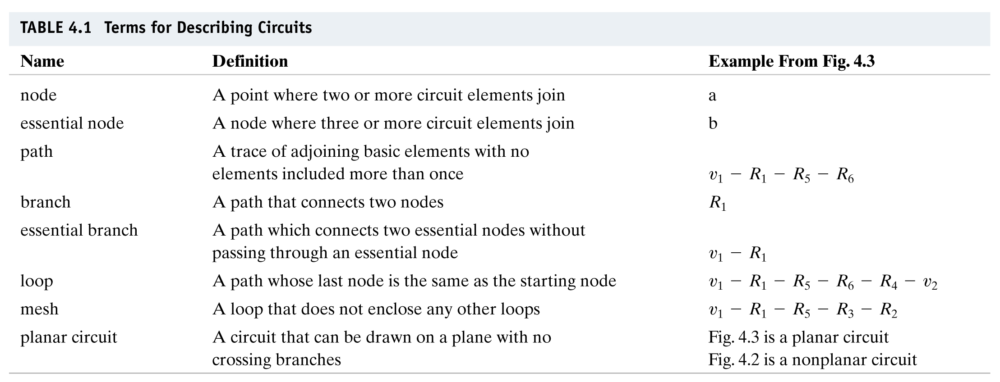 TABLE 4.1 Terms for Describing Circuits
Name Definition Example From Fig. 4.3
node A point where two or more circuit elements join a
essential node A node where three or more circuit elements join b
path A trace of adjoining basic elements with no
elements included more than once v₁ − R₁ − R₅ − R₆
branch A path that connects two nodes R₁
essential branch A path which connects two essential nodes without
passing through an essential node v₁ − R₁
loop A path whose last node is the same as the starting node v₁ − R₁ − R₅ − R₆ − R₄ − v₂
mesh A loop that does not enclose any other loops v₁ − R₁ − R₅ − R₃ − R₂
planar circuit A circuit that can be drawn on a plane with no Fig. 4.3 is a planar circuit
crossing branches Fig. 4.2 is a nonplanar circuit